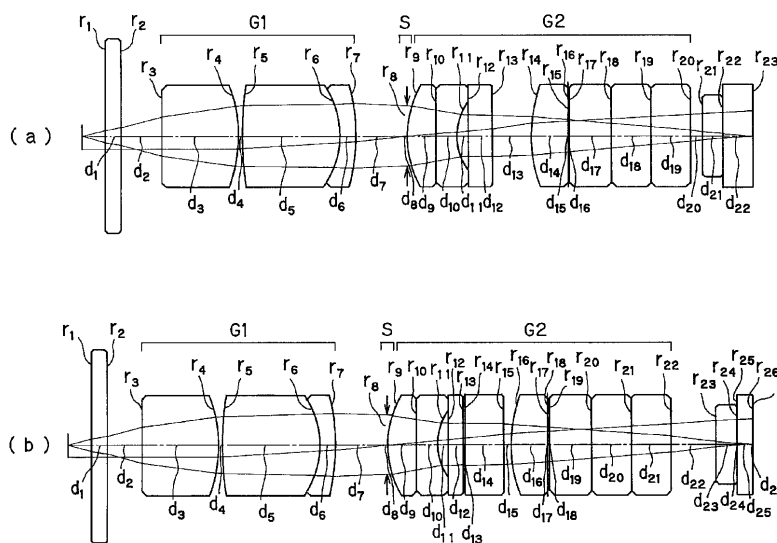 G1 S G2
r1 r2 r3 r4 r5 r6 r7 r8 r9 r10 r11 r12 r13 r14 r15 r16 r17 r18 r19 r20 r21 r22 r23
(a)
d1 d2 d3 d4 d5 d6 d7 d8 d9 d10 d11 d12 d13 d14 d15 d16 d17 d18 d19 d20 d21 d22
G1 S G2
r1 r2 r3 r4 r5 r6 r7 r8 r9 r10 r11 r12 r13 r14 r15 r16 r17 r18 r19 r20 r21 r22 r23 r24 r25 r26
(b)
d1 d2 d3 d4 d5 d6 d7 d8 d9 d10 d11 d12 d13 d14 d15 d16 d17 d18 d19 d20 d21 d22 d23 d24 d25